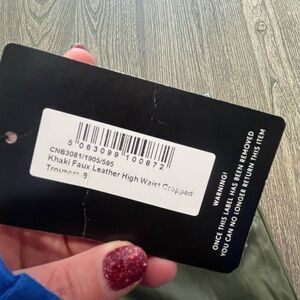 5 063099 100872
CNB3081/1905/595
Khaki Faux Leather High Waist Cropped
Trousers 8
WARNING!
ONCE THIS LABEL HAS BEEN REMOVED
YOU CAN NO LONGER RETURN THIS ITEM